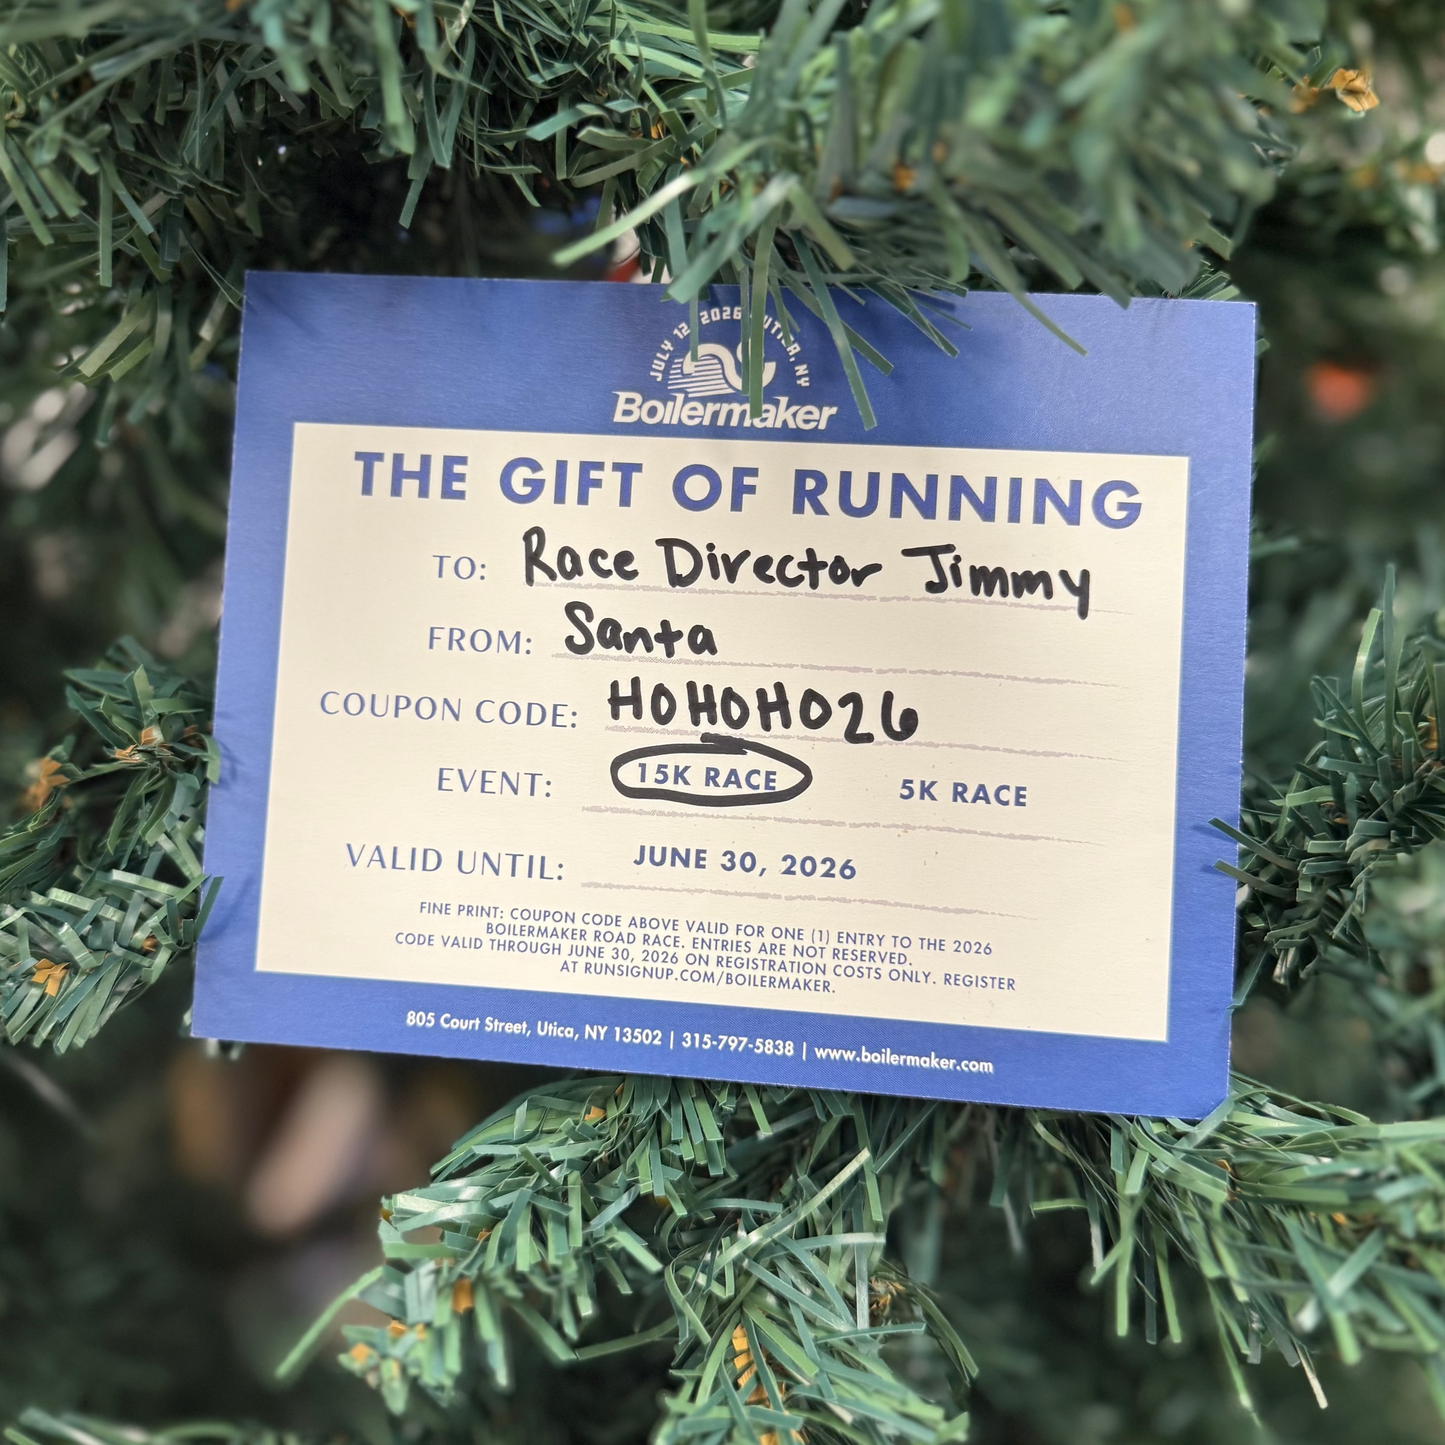 JULY 12, 2026 UTICA, NY
Boilermaker
THE GIFT OF RUNNING
TO: Race Director Jimmy
FROM: Santa
COUPON CODE: HOHOHO26
EVENT: 15K RACE 5K RACE
VALID UNTIL: JUNE 30, 2026
FINE PRINT: COUPON CODE ABOVE VALID FOR ONE (1) ENTRY TO THE 2026
BOILERMAKER ROAD RACE. ENTRIES ARE NOT RESERVED.
CODE VALID THROUGH JUNE 30, 2026 ON REGISTRATION COSTS ONLY. REGISTER
AT RUNSIGNUP.COM/BOILERMAKER.
805 Court Street, Utica, NY 13502 | 315-797-5838 | www.boilermaker.com